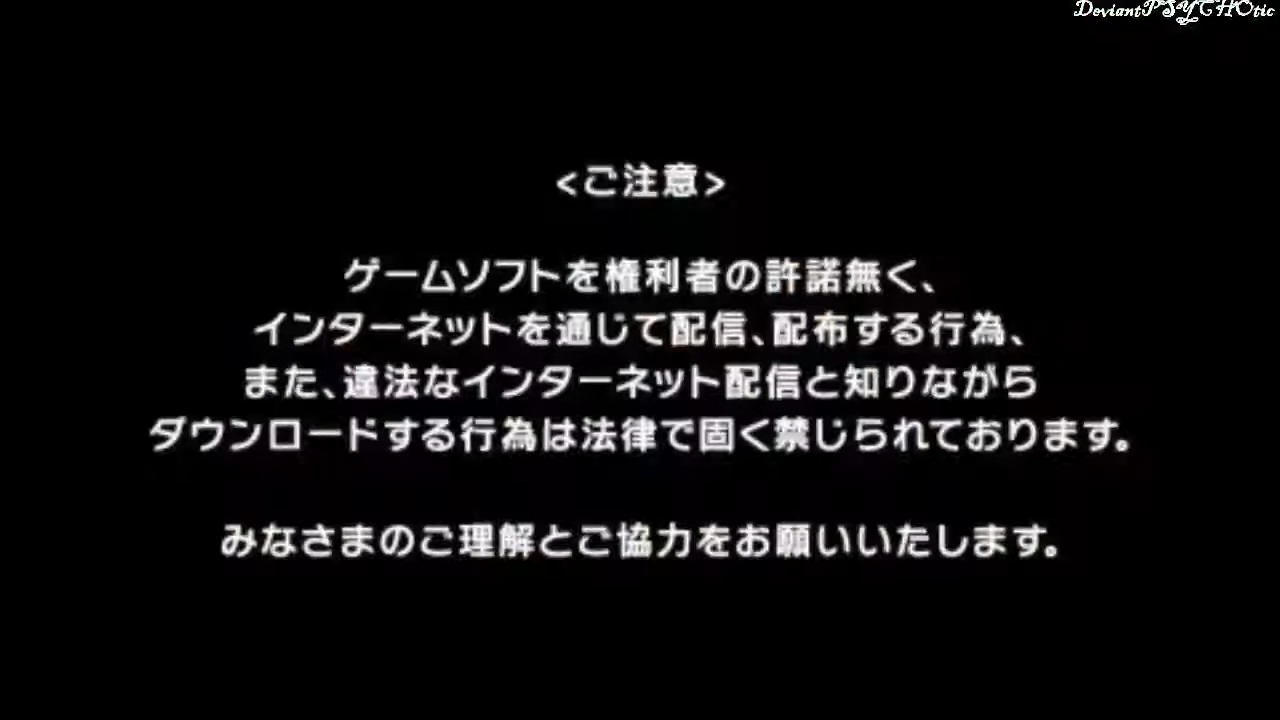 DeviantPSYCHOtic
<ご注意>
ゲームソフトを権利者の許諾無く、
インターネットを通じて配信、配布する行為、
また、違法なインターネット配信と知りながら
ダウンロードする行為は法律で固く禁じられております。
みなさまのご理解とご協力をお願いいたします。